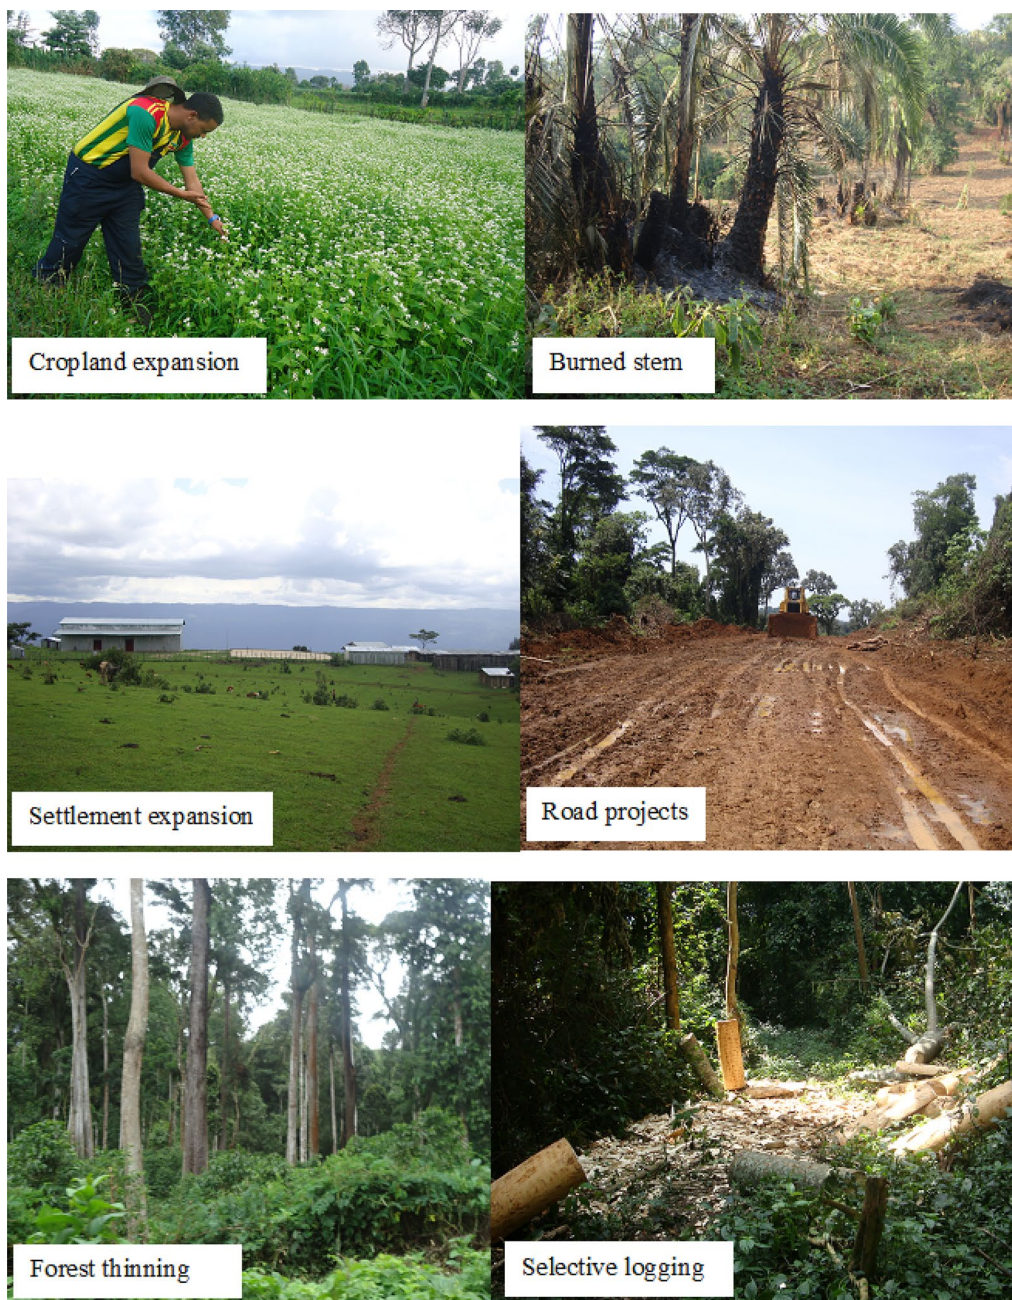 Cropland expansion
Burned stem
Settlement expansion
Road projects
Forest thinning
Selective logging